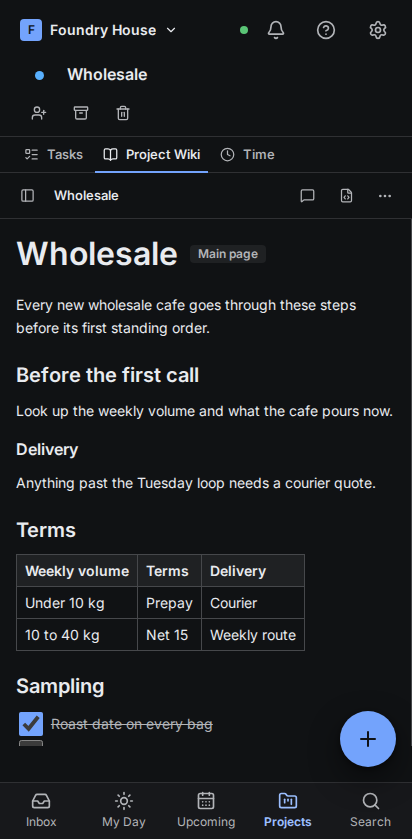 F Foundry House
Wholesale
Tasks Project Wiki Time
Wholesale
Wholesale Main page
Every new wholesale cafe goes through these steps
before its first standing order.
Before the first call
Look up the weekly volume and what the cafe pours now.
Delivery
Anything past the Tuesday loop needs a courier quote.
Terms
Weekly volume Terms Delivery
Under 10 kg Prepay Courier
10 to 40 kg Net 15 Weekly route
Sampling
Roast date on every bag
Inbox My Day Upcoming Projects Search